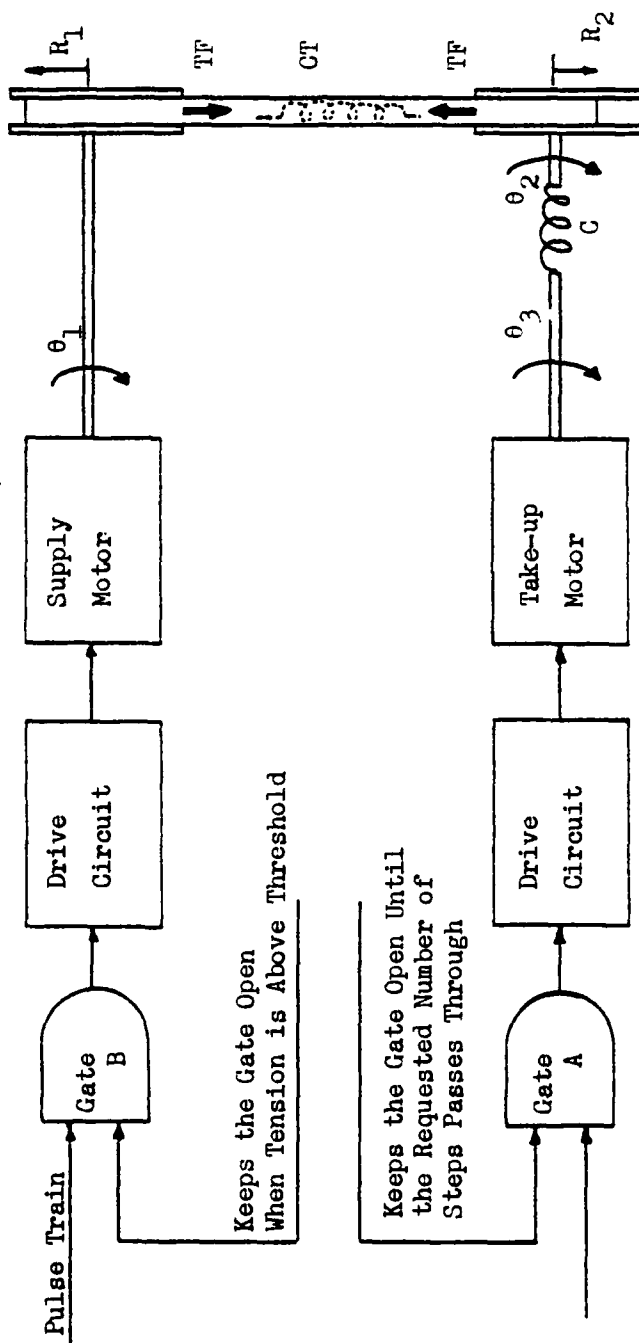 Pulse Train
Gate
B
Drive
Circuit
Supply
Motor
θ1
R1
TF
CT
TF
R2
Keeps the Gate Open
When Tension is Above Threshold
Keeps the Gate Open Until
the Requested Number of
Steps Passes Through
Gate
A
Drive
Circuit
Take-up
Motor
θ3
C
θ2